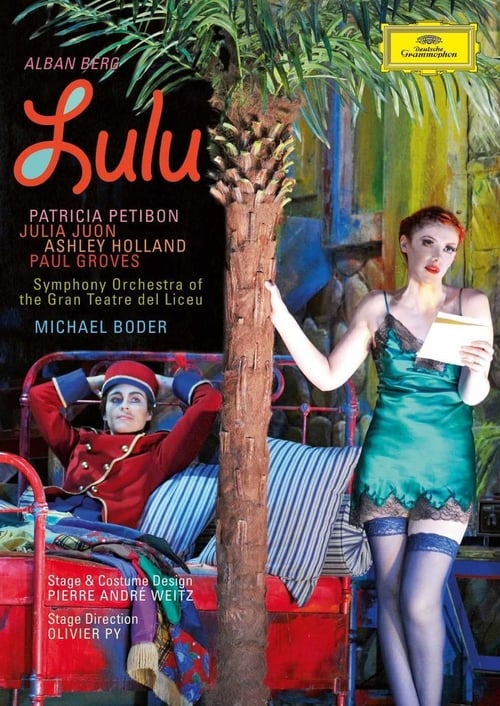 Deutsche
Grammophon
ALBAN BERG
Lulu
PATRICIA PETIBON
JULIA JUON
ASHLEY HOLLAND
PAUL GROVES
Symphony Orchestra of
the Gran Teatre del Liceu
MICHAEL BODER
Stage & Costume Design
PIERRE ANDRÉ WEITZ
Stage Direction
OLIVIER PY